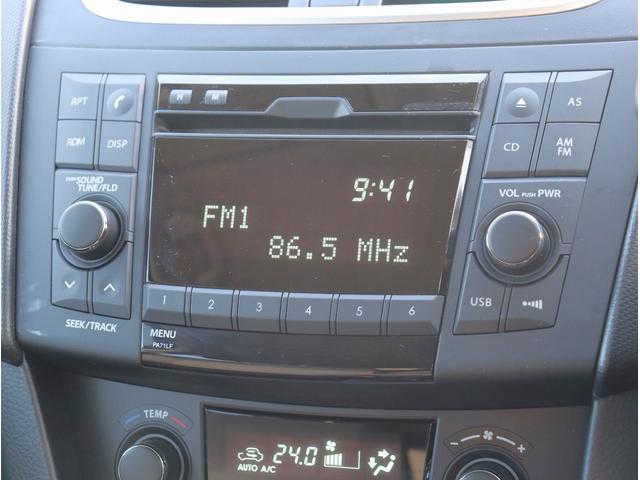 H M
RPT
RDM DISP
PUSH SOUND
TUNE/FLD
SEEK/TRACK
9:41
FM1
86.5 MHz
1 2 3 4 5 6
MENU
PA71LF
AS
CD AM
FM
VOL PUSH PWR
USB
TEMP
AUTO A/C 24.0
- +